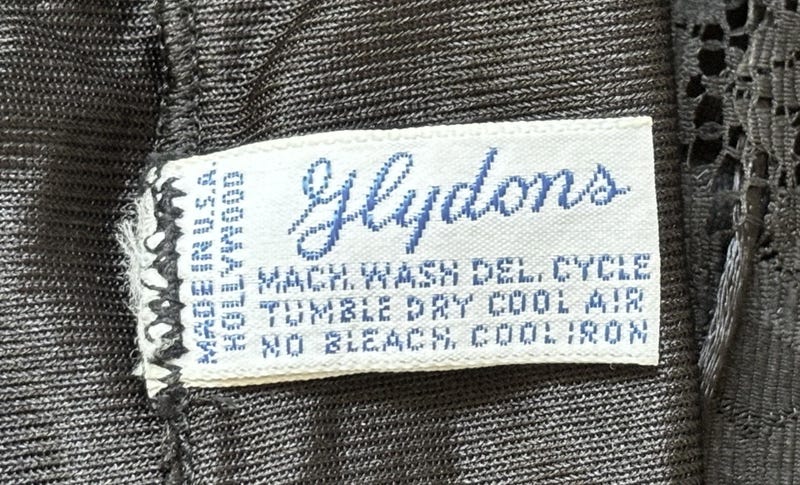 MADE IN U.S.A.
HOLLYWOOD
Glydons
MACH. WASH DEL. CYCLE
TUMBLE DRY COOL AIR
NO BLEACH, COOL IRON